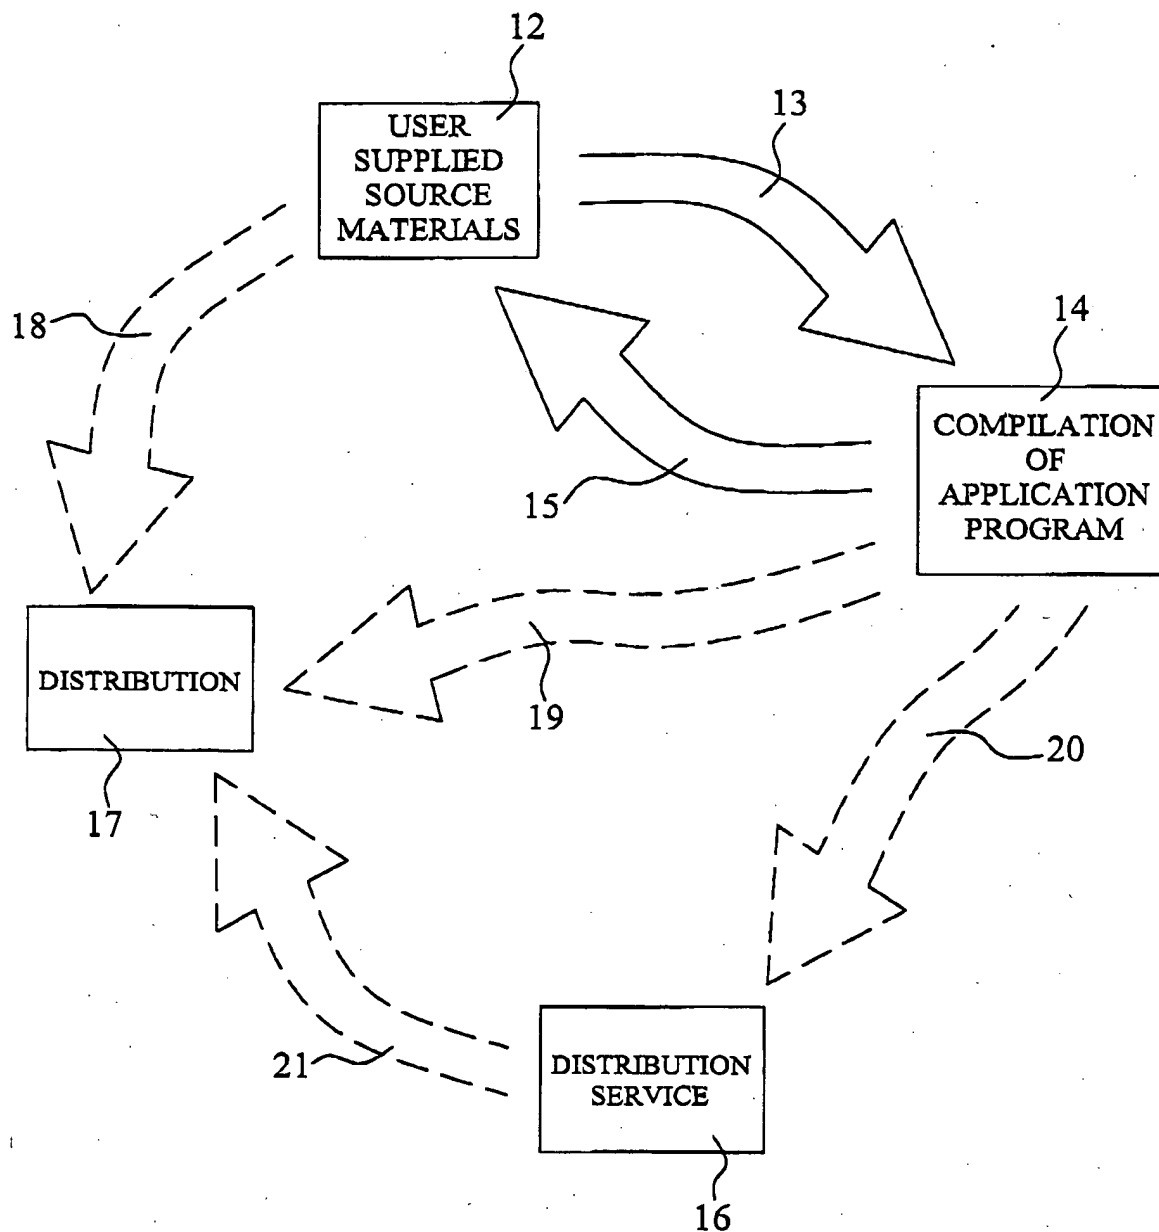 12
USER
SUPPLIED
SOURCE
MATERIALS
13
18
14
COMPILATION
OF
APPLICATION
PROGRAM
15
DISTRIBUTION
19
20
17
21
DISTRIBUTION
SERVICE
16